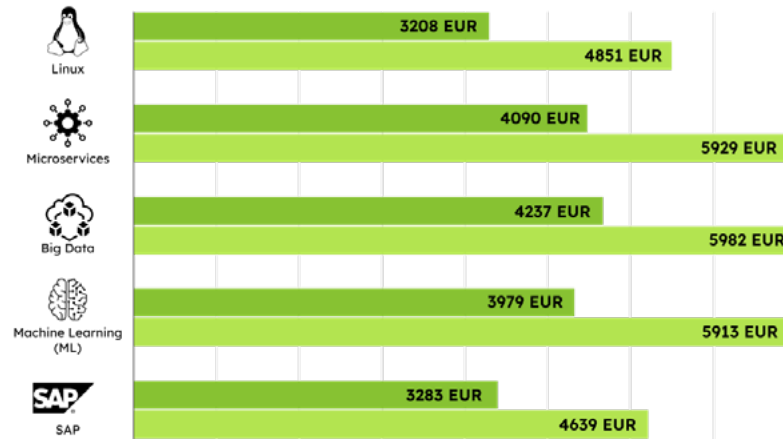 3208 EUR
Linux
4851 EUR
4090 EUR
Microservices
5929 EUR
4237 EUR
Big Data
5982 EUR
3979 EUR
Machine Learning
(ML)
5913 EUR
SAP
3283 EUR
SAP
4639 EUR